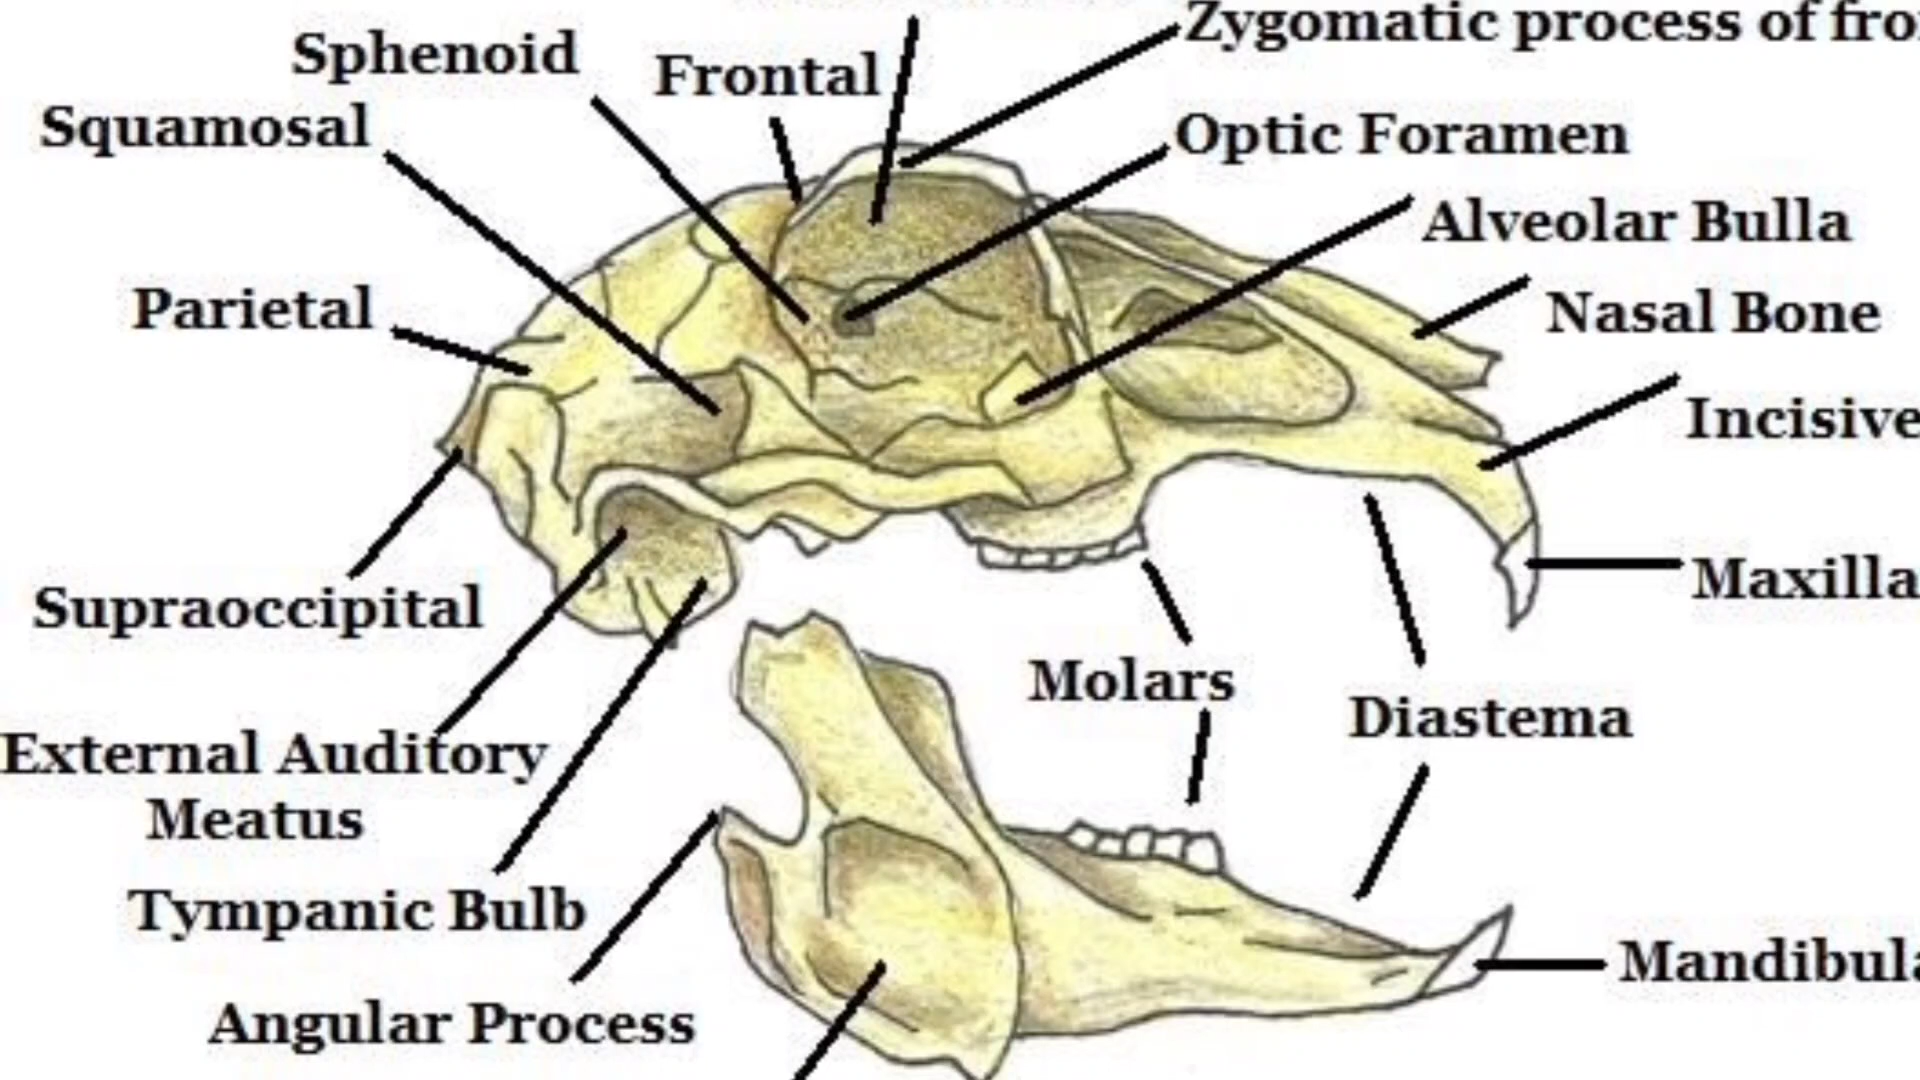 Zygomatic process of fro
Sphenoid
Frontal
Squamosal
Optic Foramen
Alveolar Bulla
Parietal
Nasal Bone
Incisive
Supraoccipital
Maxilla
Molars
Diastema
External Auditory
Meatus
Tympanic Bulb
Mandibula
Angular Process